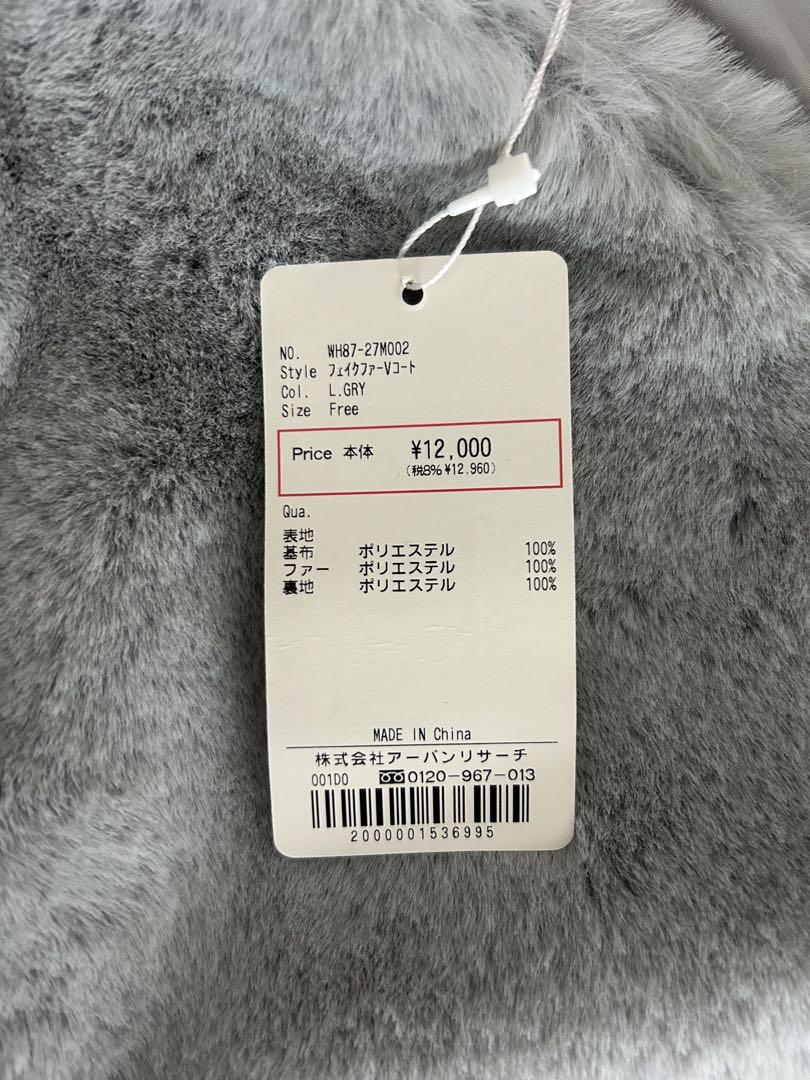 NO. WH87-27M002
Style フェイクファーVコート
Col. L.GRY
Size Free
Price 本体 ¥12,000
(税8% ¥12,960)
Qua.
表地
基布 ポリエステル 100%
ファー ポリエステル 100%
裏地 ポリエステル 100%
MADE IN China
株式会社アーバンリサーチ
001D0 0120-967-013
2000001536995